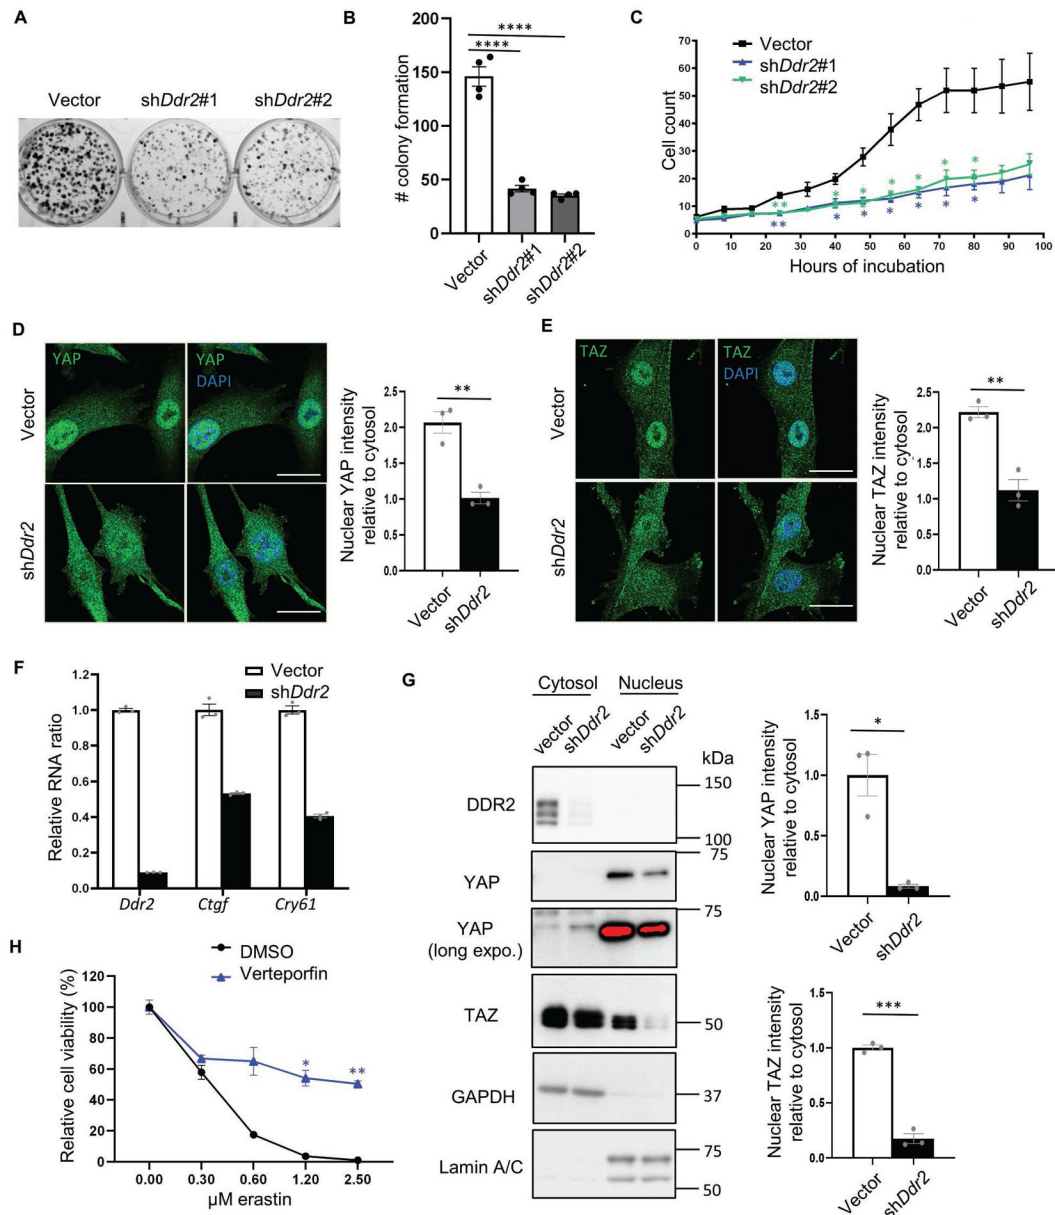 A
Vector
shDdr2#1
shDdr2#2
B
# colony formation
200
150
100
50
0
****
****
Vector
shDdr2#1
shDdr2#2
C
Vector
shDdr2#1
shDdr2#2
Cell count
70
60
50
40
30
20
10
0
** * * * * * *
** * * * * * *
0 10 20 30 40 50 60 70 80 90 100
Hours of incubation
D
YAP
YAP
DAPI
Vector
shDdr2
Nuclear YAP intensity
relative to cytosol
2.5
2.0
1.5
1.0
0.5
0.0
**
Vector
shDdr2
E
TAZ
TAZ
DAPI
Vector
shDdr2
Nuclear TAZ intensity
relative to cytosol
2.5
2.0
1.5
1.0
0.5
0.0
**
Vector
shDdr2
F
Vector
shDdr2
Relative RNA ratio
1.2
1.0
0.8
0.6
0.4
0.2
0.0
Ddr2 Ctgf Cry61
G
Cytosol Nucleus
vector shDdr2 vector shDdr2
kDa
DDR2
150
100
YAP
75
YAP
(long expo.)
75
TAZ
50
GAPDH
37
Lamin A/C
75
50
Nuclear YAP intensity
relative to cytosol
1.5
1.0
0.5
0.0
*
Vector
shDdr2
Nuclear TAZ intensity
relative to cytosol
1.5
1.0
0.5
0.0
***
Vector
shDdr2
H
DMSO
Verteporfin
Relative cell viability (%)
120
100
80
60
40
20
0
* **
0.00 0.30 0.60 1.20 2.50
µM erastin